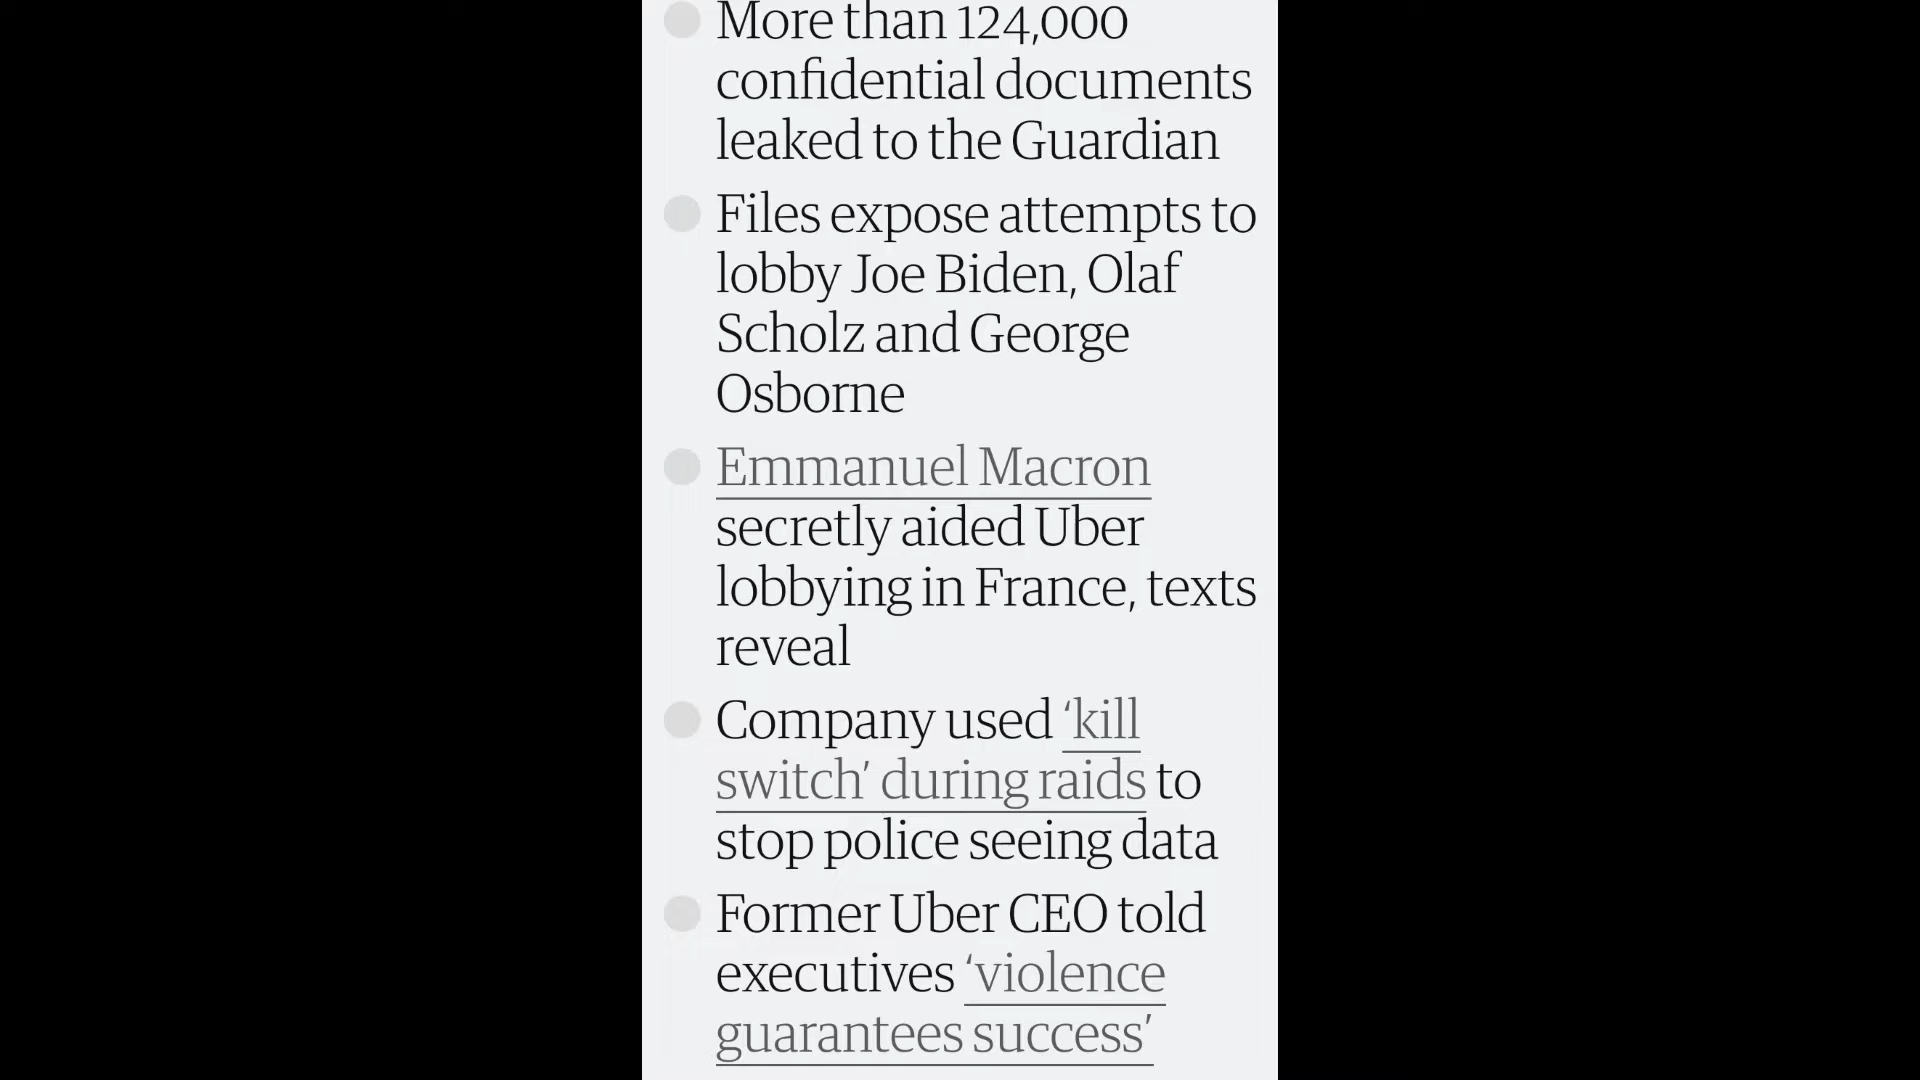 More than 124,000
confidential documents
leaked to the Guardian
Files expose attempts to
lobby Joe Biden, Olaf
Scholz and George
Osborne
Emmanuel Macron
secretly aided Uber
lobbying in France, texts
reveal
Company used ‘kill
switch’ during raids to
stop police seeing data
Former Uber CEO told
executives ‘violence
guarantees success’